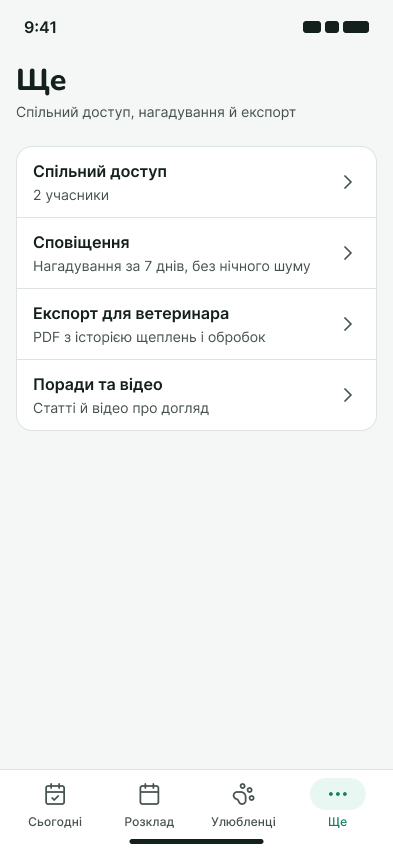 9:41
Ще
Спільний доступ, нагадування й експорт
Спільний доступ
2 учасники
Сповіщення
Нагадування за 7 днів, без нічного шуму
Експорт для ветеринара
PDF з історією щеплень і обробок
Поради та відео
Статті й відео про догляд
Сьогодні
Розклад
Улюбленці
Ще